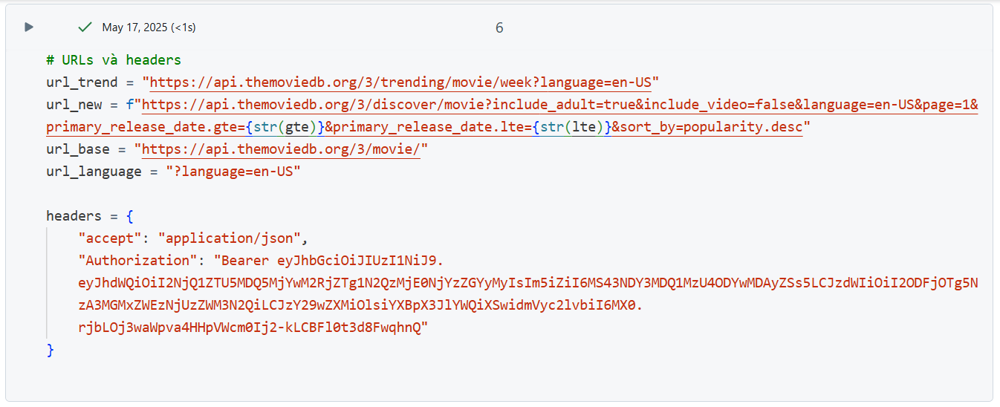 May 17, 2025 (<1s)
6
# URLs và headers
url_trend = "https://api.themoviedb.org/3/trending/movie/week?language=en-US"
url_new = f"https://api.themoviedb.org/3/discover/movie?include_adult=true&include_video=false&language=en-US&page=1&
primary_release_date.gte={str(gte)}&primary_release_date.lte={str(lte)}&sort_by=popularity.desc"
url_base = "https://api.themoviedb.org/3/movie/"
url_language = "?language=en-US"
headers = {
"accept": "application/json",
"Authorization": "Bearer eyJhbGciOiJIUzI1NiJ9.
eyJhdWQiOiI2NjQ1ZTU5MDQ5MjYwM2RjZTg1N2QzMjE0NjYzZGYyMyIsIm5iZiI6MS43NDY3MDQ1MzU4ODYwMDAyZSs5LCJzdWIiOiI2ODFjOTg5N
zA3MGMxZWEzNjUzZWM3N2QiLCJzY29wZXMiOlsiYXBpX3JlYWQiXSwidmVyc2lvbiI6MX0.
rjbLOj3waWpva4HHpVWcm0Ij2-kLCBFl0t3d8FwqhnQ"
}